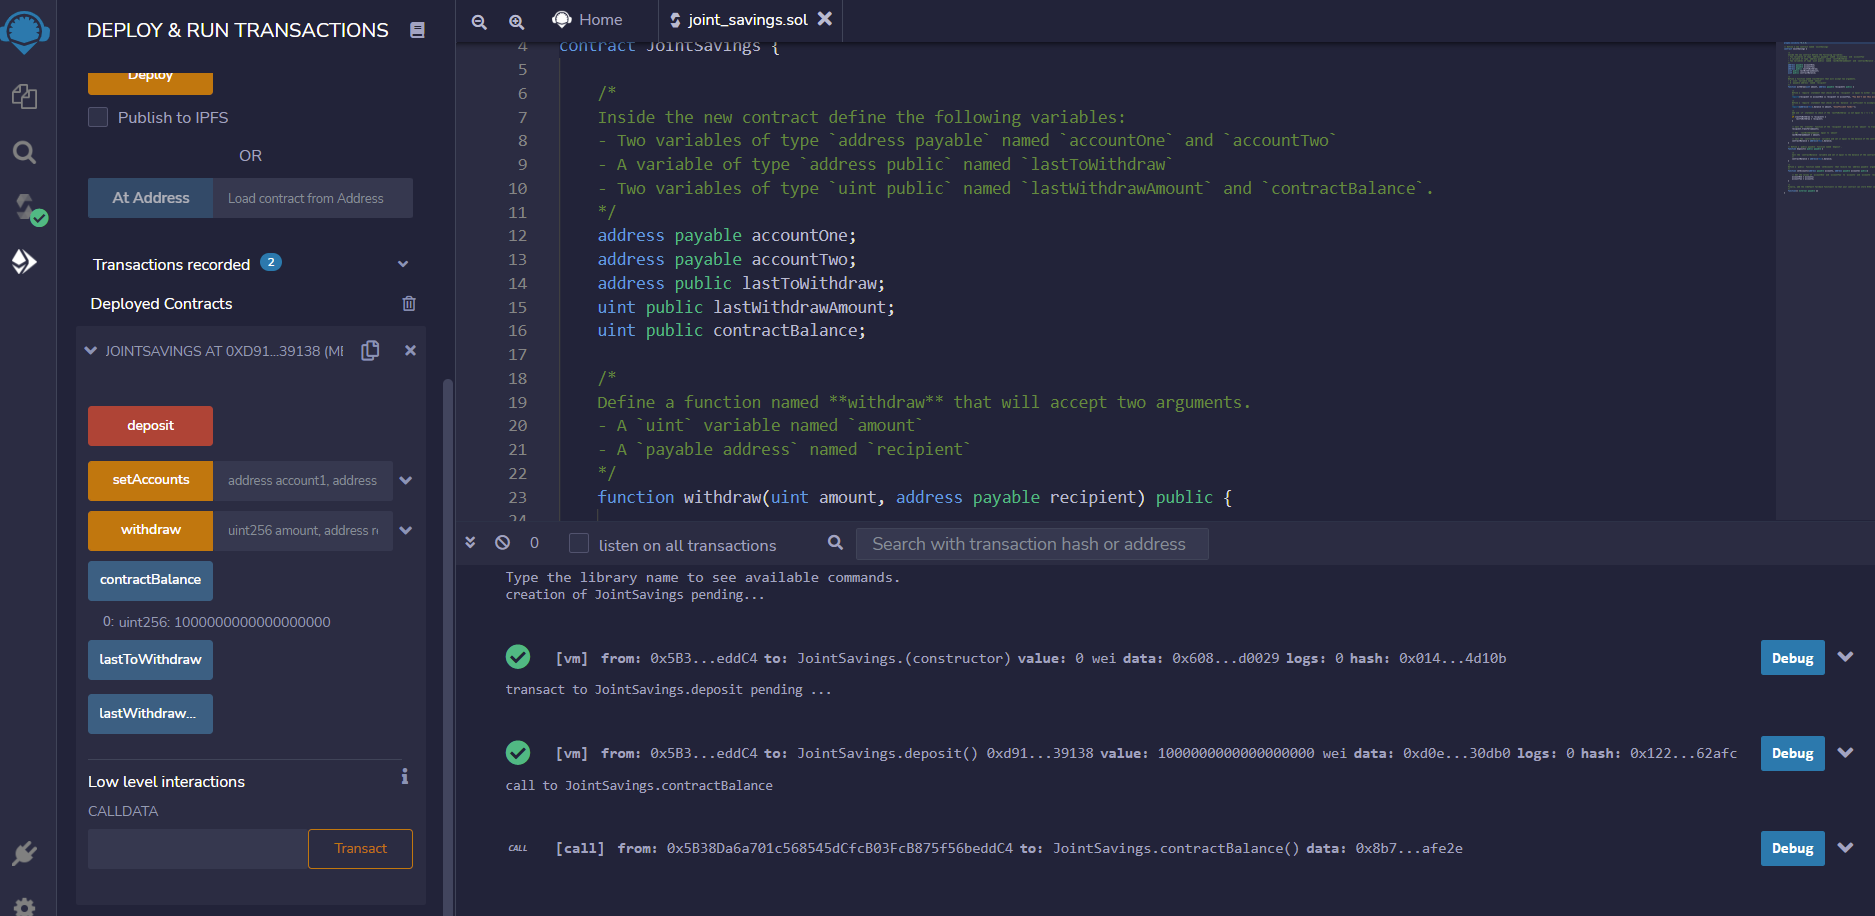 DEPLOY & RUN TRANSACTIONS
Deploy
Publish to IPFS
OR
At Address
Load contract from Address
Transactions recorded 2
Deployed Contracts
JOINTSAVINGS AT 0XD91...39138 (ME
deposit
setAccounts
address account1, address
withdraw
uint256 amount, address r
contractBalance
0: uint256: 1000000000000000000
lastToWithdraw
lastWithdraw...
Low level interactions
i
CALLDATA
Transact
Home
joint_savings.sol
4 contract JointSavings {
5
6 /*
7 Inside the new contract define the following variables:
8 - Two variables of type `address payable` named `accountOne` and `accountTwo`
9 - A variable of type `address public` named `lastToWithdraw`
10 - Two variables of type `uint public` named `lastWithdrawAmount` and `contractBalance`.
11 */
12 address payable accountOne;
13 address payable accountTwo;
14 address public lastToWithdraw;
15 uint public lastWithdrawAmount;
16 uint public contractBalance;
17
18 /*
19 Define a function named **withdraw** that will accept two arguments.
20 - A `uint` variable named `amount`
21 - A `payable address` named `recipient`
22 */
23 function withdraw(uint amount, address payable recipient) public {
24
0
listen on all transactions
Search with transaction hash or address
Type the library name to see available commands.
creation of JointSavings pending...
[vm] from: 0x5B3...eddC4 to: JointSavings.(constructor) value: 0 wei data: 0x608...d0029 logs: 0 hash: 0x014...4d10b
Debug
transact to JointSavings.deposit pending ...
[vm] from: 0x5B3...eddC4 to: JointSavings.deposit() 0xd91...39138 value: 1000000000000000000 wei data: 0xd0e...30db0 logs: 0 hash: 0x122...62afc
Debug
call to JointSavings.contractBalance
CALL
[call] from: 0x5B38Da6a701c568545dCfcB03FcB875f56beddC4 to: JointSavings.contractBalance() data: 0x8b7...afe2e
Debug